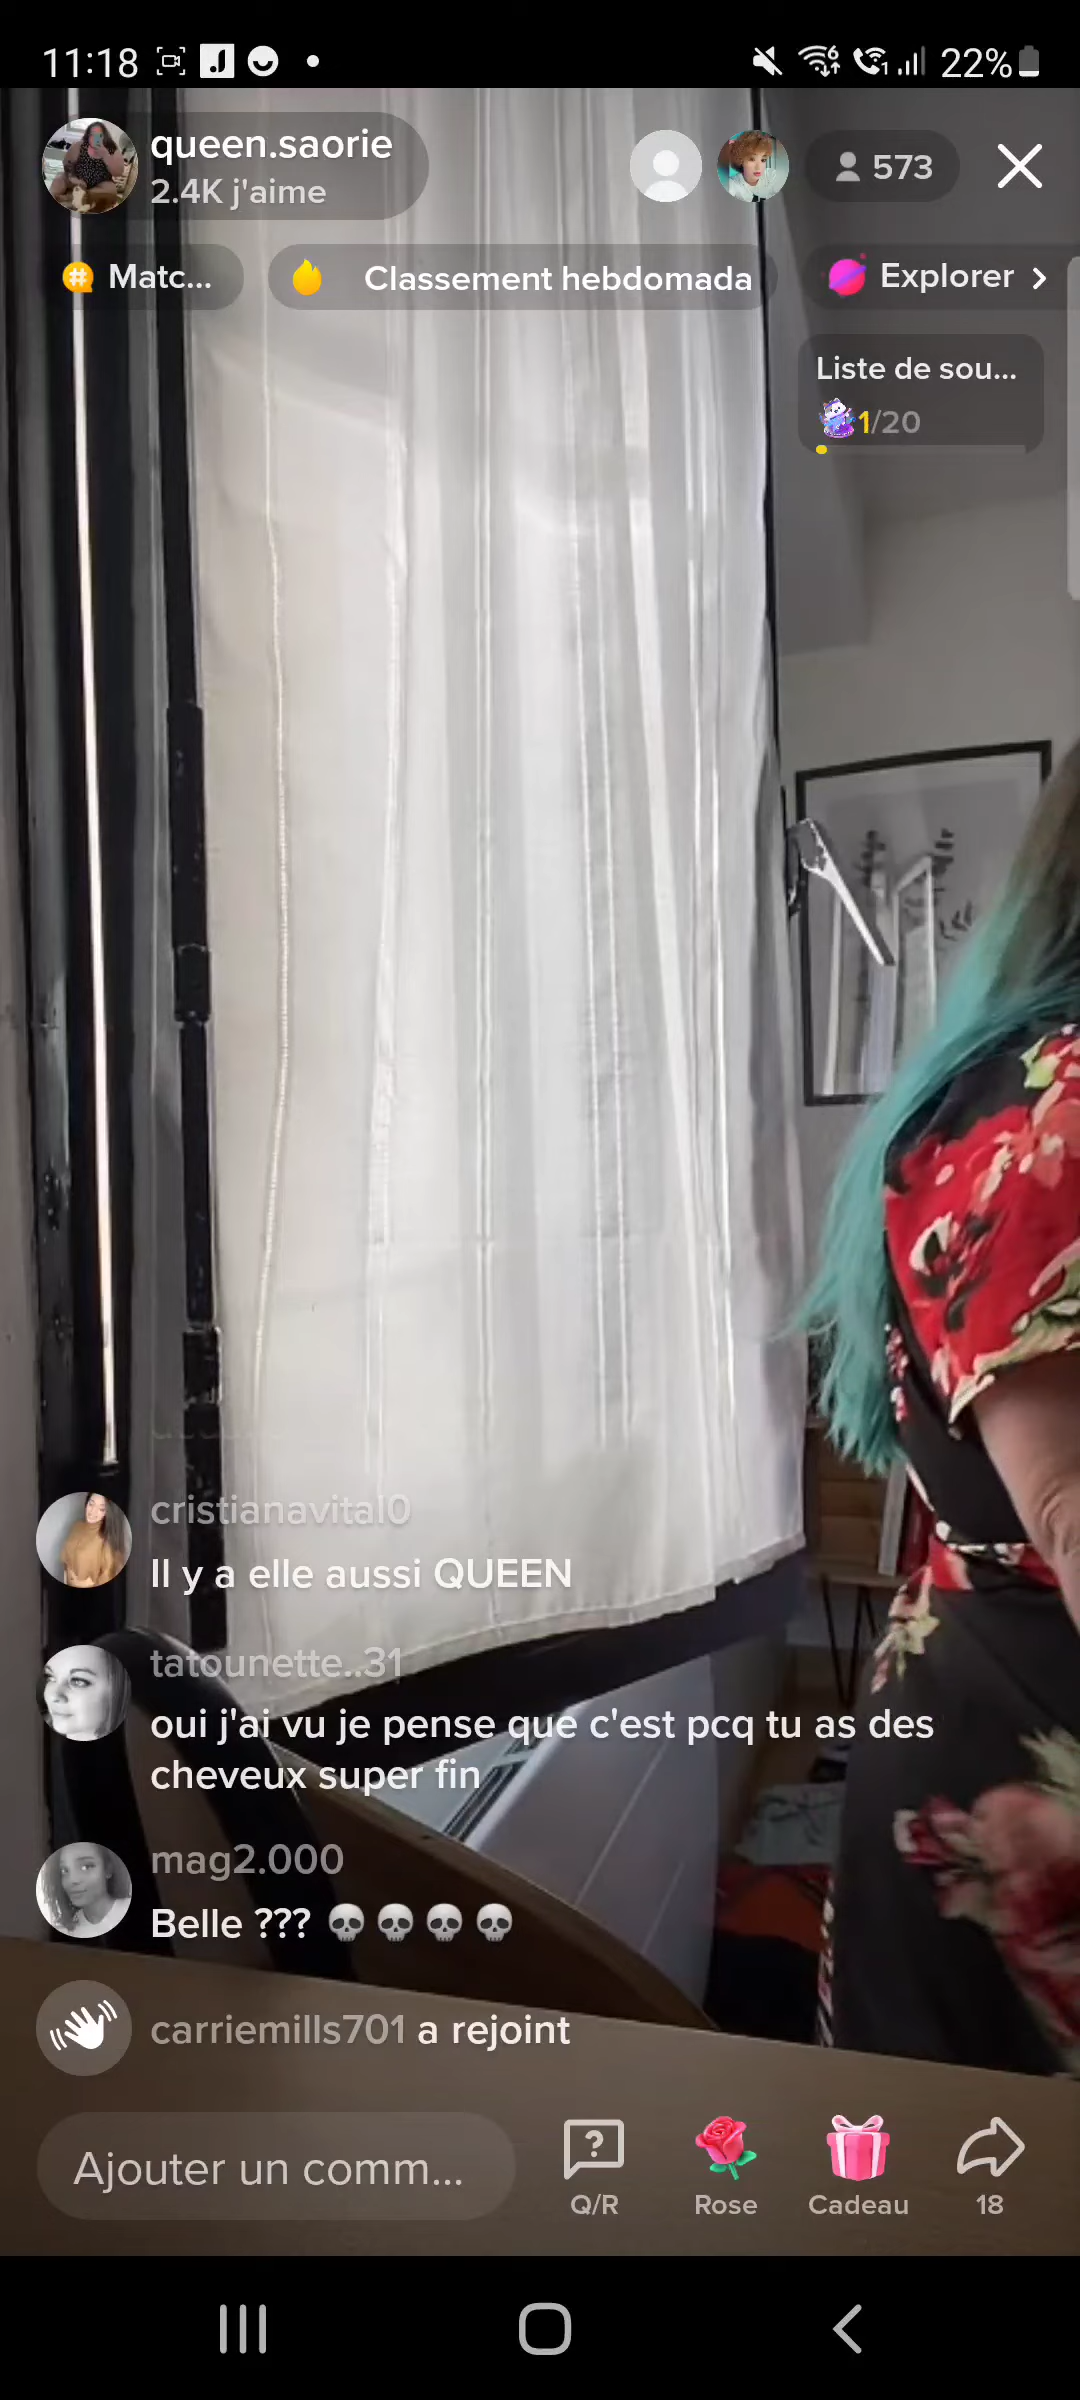 11:18
22%
queen.saorie
2.4K j'aime
573
Matc...
Classement hebdomada
Explorer
Liste de sou...
1/20
cristianavital0
Il y a elle aussi QUEEN
tatounette..31
oui j'ai vu je pense que c'est pcq tu as des
cheveux super fin
mag2.000
Belle ??? 💀💀💀💀
carriemills701 a rejoint
Ajouter un comm...
Q/R
Rose
Cadeau
18